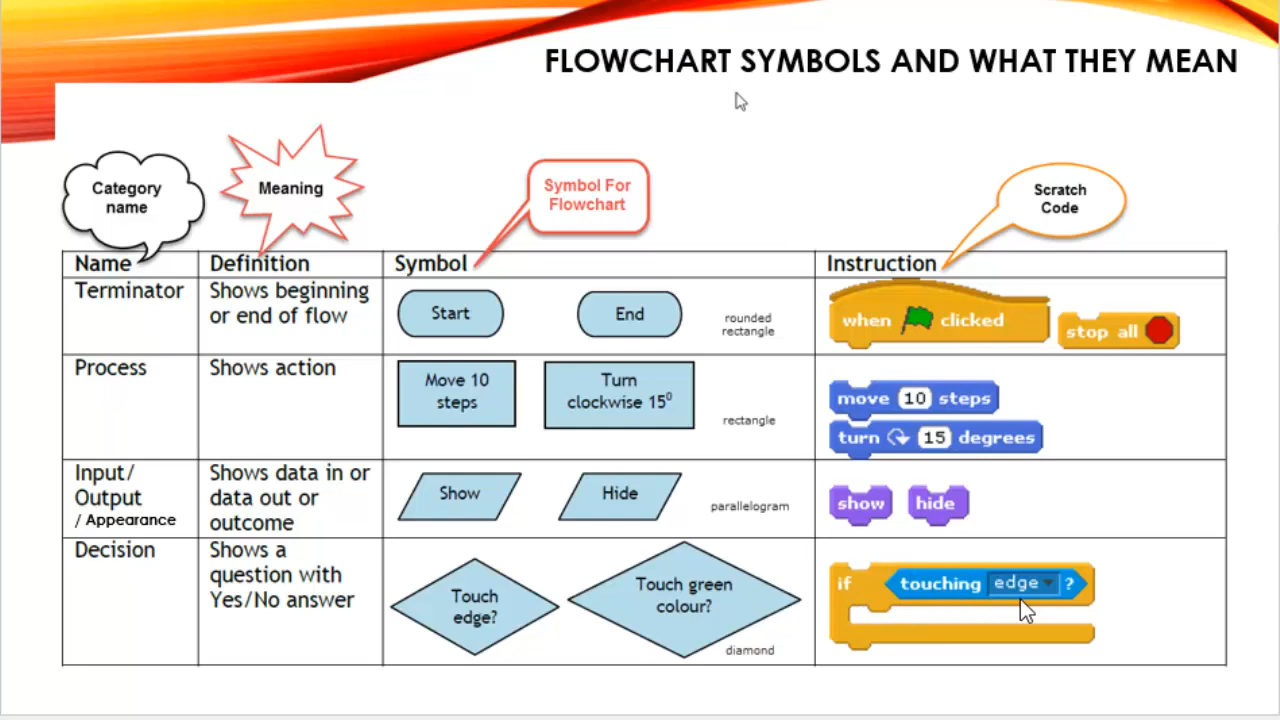 FLOWCHART SYMBOLS AND WHAT THEY MEAN
Category
name
Meaning
Symbol For
Flowchart
Scratch
Code
Name
Definition
Symbol
Instruction
Terminator
Shows beginning
or end of flow
Start
End
rounded
rectangle
when clicked
stop all
Process
Shows action
Move 10
steps
Turn
clockwise 15⁰
rectangle
move 10 steps
turn 15 degrees
Input/
Output
/ Appearance
Shows data in or
data out or
outcome
Show
Hide
parallelogram
show
hide
Decision
Shows a
question with
Yes/No answer
Touch
edge?
Touch green
colour?
diamond
if touching edge ?